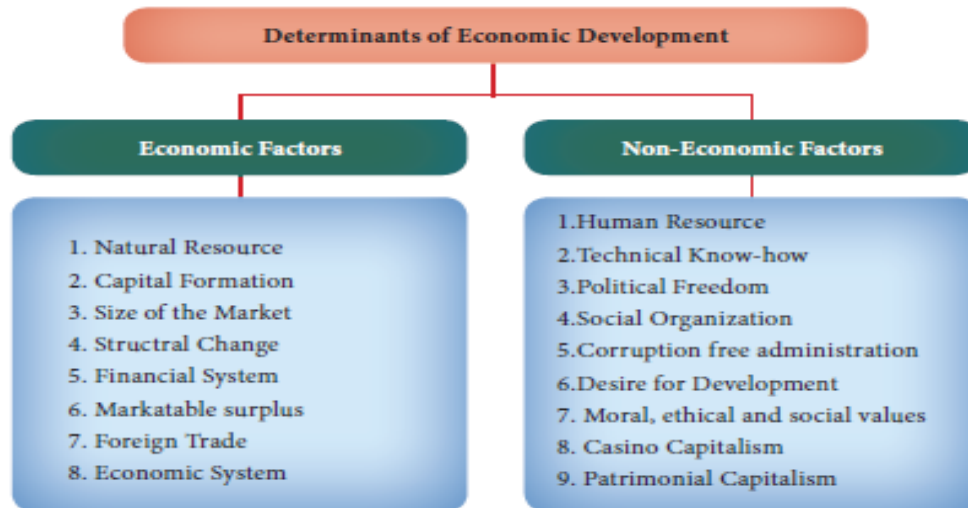 Determinants of Economic Development
Economic Factors
1. Natural Resource
2. Capital Formation
3. Size of the Market
4. Structral Change
5. Financial System
6. Markatable surplus
7. Foreign Trade
8. Economic System
Non-Economic Factors
1.Human Resource
2.Technical Know-how
3.Political Freedom
4.Social Organization
5.Corruption free administration
6.Desire for Development
7. Moral, ethical and social values
8. Casino Capitalism
9. Patrimonial Capitalism